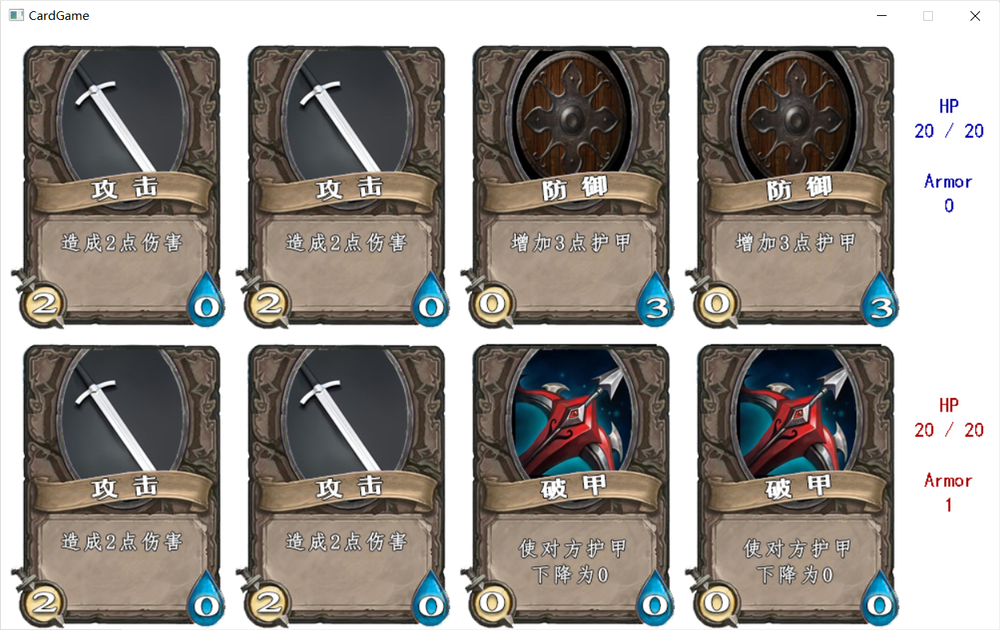 CardGame
攻击
造成2点伤害
2
0
攻击
造成2点伤害
2
0
防御
增加3点护甲
0
3
防御
增加3点护甲
0
3
HP
20 / 20
Armor
0
攻击
造成2点伤害
2
0
攻击
造成2点伤害
2
0
破甲
使对方护甲
下降为0
0
0
破甲
使对方护甲
下降为0
0
0
HP
20 / 20
Armor
1